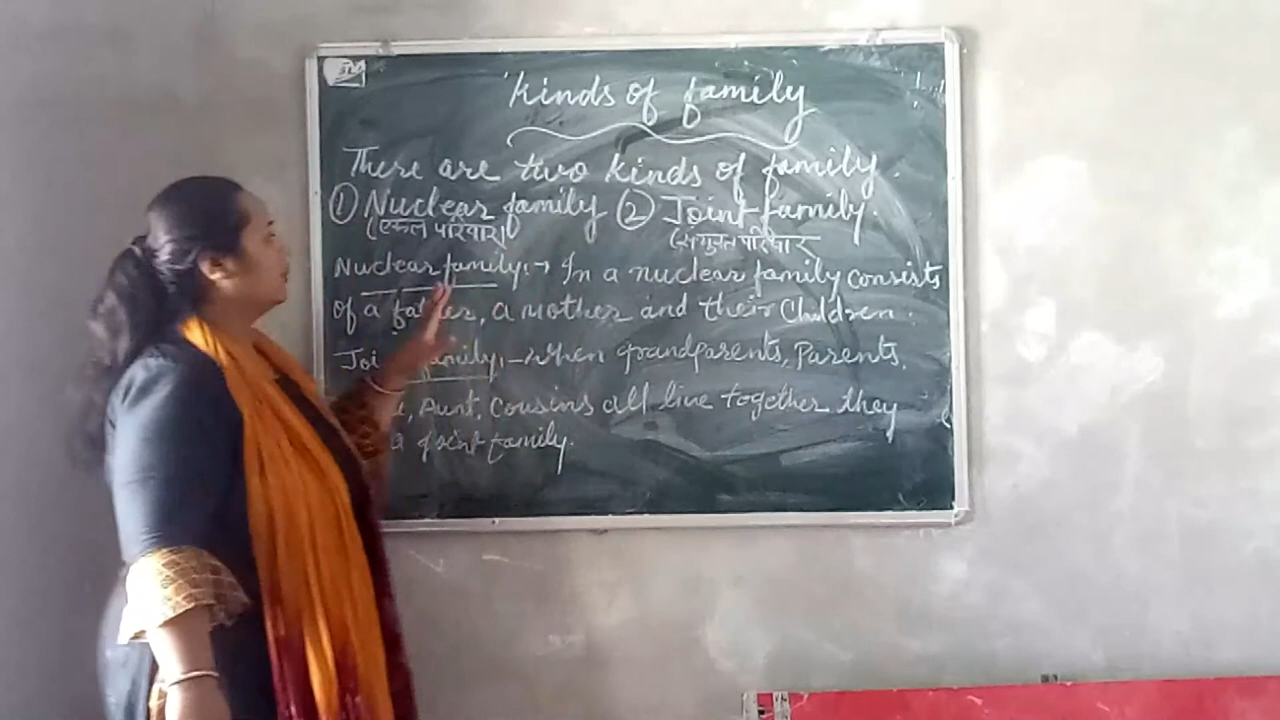 Kinds of family
There are two kinds of family.
① Nuclear family ② Joint family.
(एकल परिवार) (संयुक्त परिवार
Nuclear family:→ In a nuclear family consists
of a father, a mother and their Children.
family:- when grandparents, Parents,
Aunt, Cousins all live together they
a joint family.